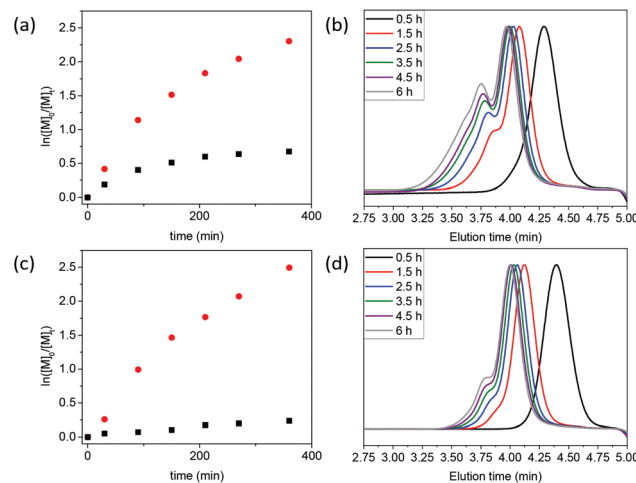 (a)
ln([M]0/[M]t)
2.5
2.0
1.5
1.0
0.5
0.0
0 200 400
time (min)
(b)
0.5 h
1.5 h
2.5 h
3.5 h
4.5 h
6 h
2.75 3.00 3.25 3.50 3.75 4.00 4.25 4.50 4.75 5.00
Elution time (min)
(c)
ln([M]0/[M]t)
2.5
2.0
1.5
1.0
0.5
0.0
0 200 400
time (min)
(d)
0.5 h
1.5 h
2.5 h
3.5 h
4.5 h
6 h
2.75 3.00 3.25 3.50 3.75 4.00 4.25 4.50 4.75 5.00
Elution time (min)